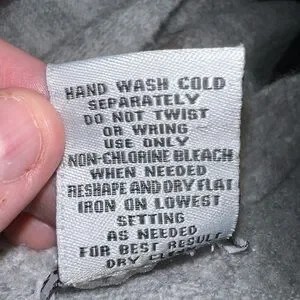 HAND WASH COLD
SEPARATELY
DO NOT TWIST
OR WRING
USE ONLY
NON-CHLORINE BLEACH
WHEN NEEDED
RESHAPE AND DRY FLAT
IRON ON LOWEST
SETTING
AS NEEDED
FOR BEST RESULT
DRY